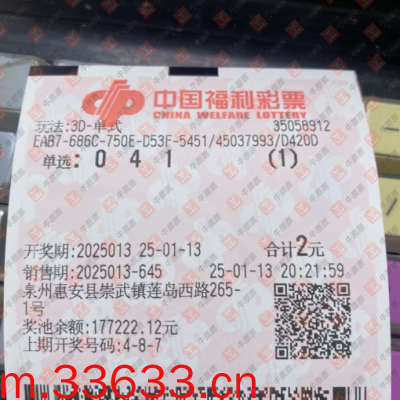 中国福利彩票
CHINA WELFARE LOTTERY
玩法:3D-单式 35058912
EAB7-686C-750E-D53F-5451/45037993/D420D
单选: 0 4 1 (1)
开奖期:2025013 25-01-13 合计2元
销售期:2025013-645 25-01-13 20:21:59
泉州惠安县崇武镇莲岛西路265-
1号
奖池余额:177222.12元
上期开奖号码:4-8-7
m.33633.cn